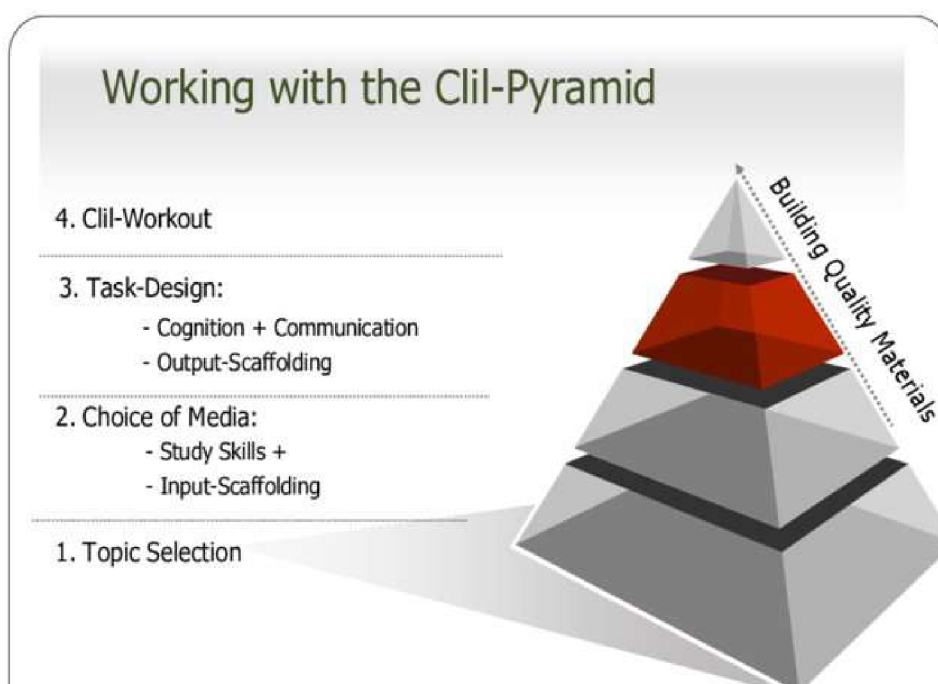 Working with the Clil-Pyramid
4. Clil-Workout
3. Task-Design:
- Cognition + Communication
- Output-Scaffolding
2. Choice of Media:
- Study Skills +
- Input-Scaffolding
1. Topic Selection
Building Quality Materials